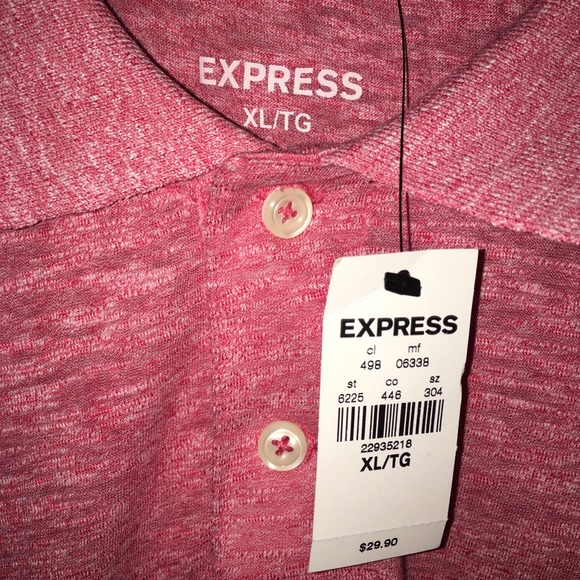 EXPRESS
XL/TG
EXPRESS
cl mf
498 06338
st co sz
6225 446 304
22935218
XL/TG
$29.90